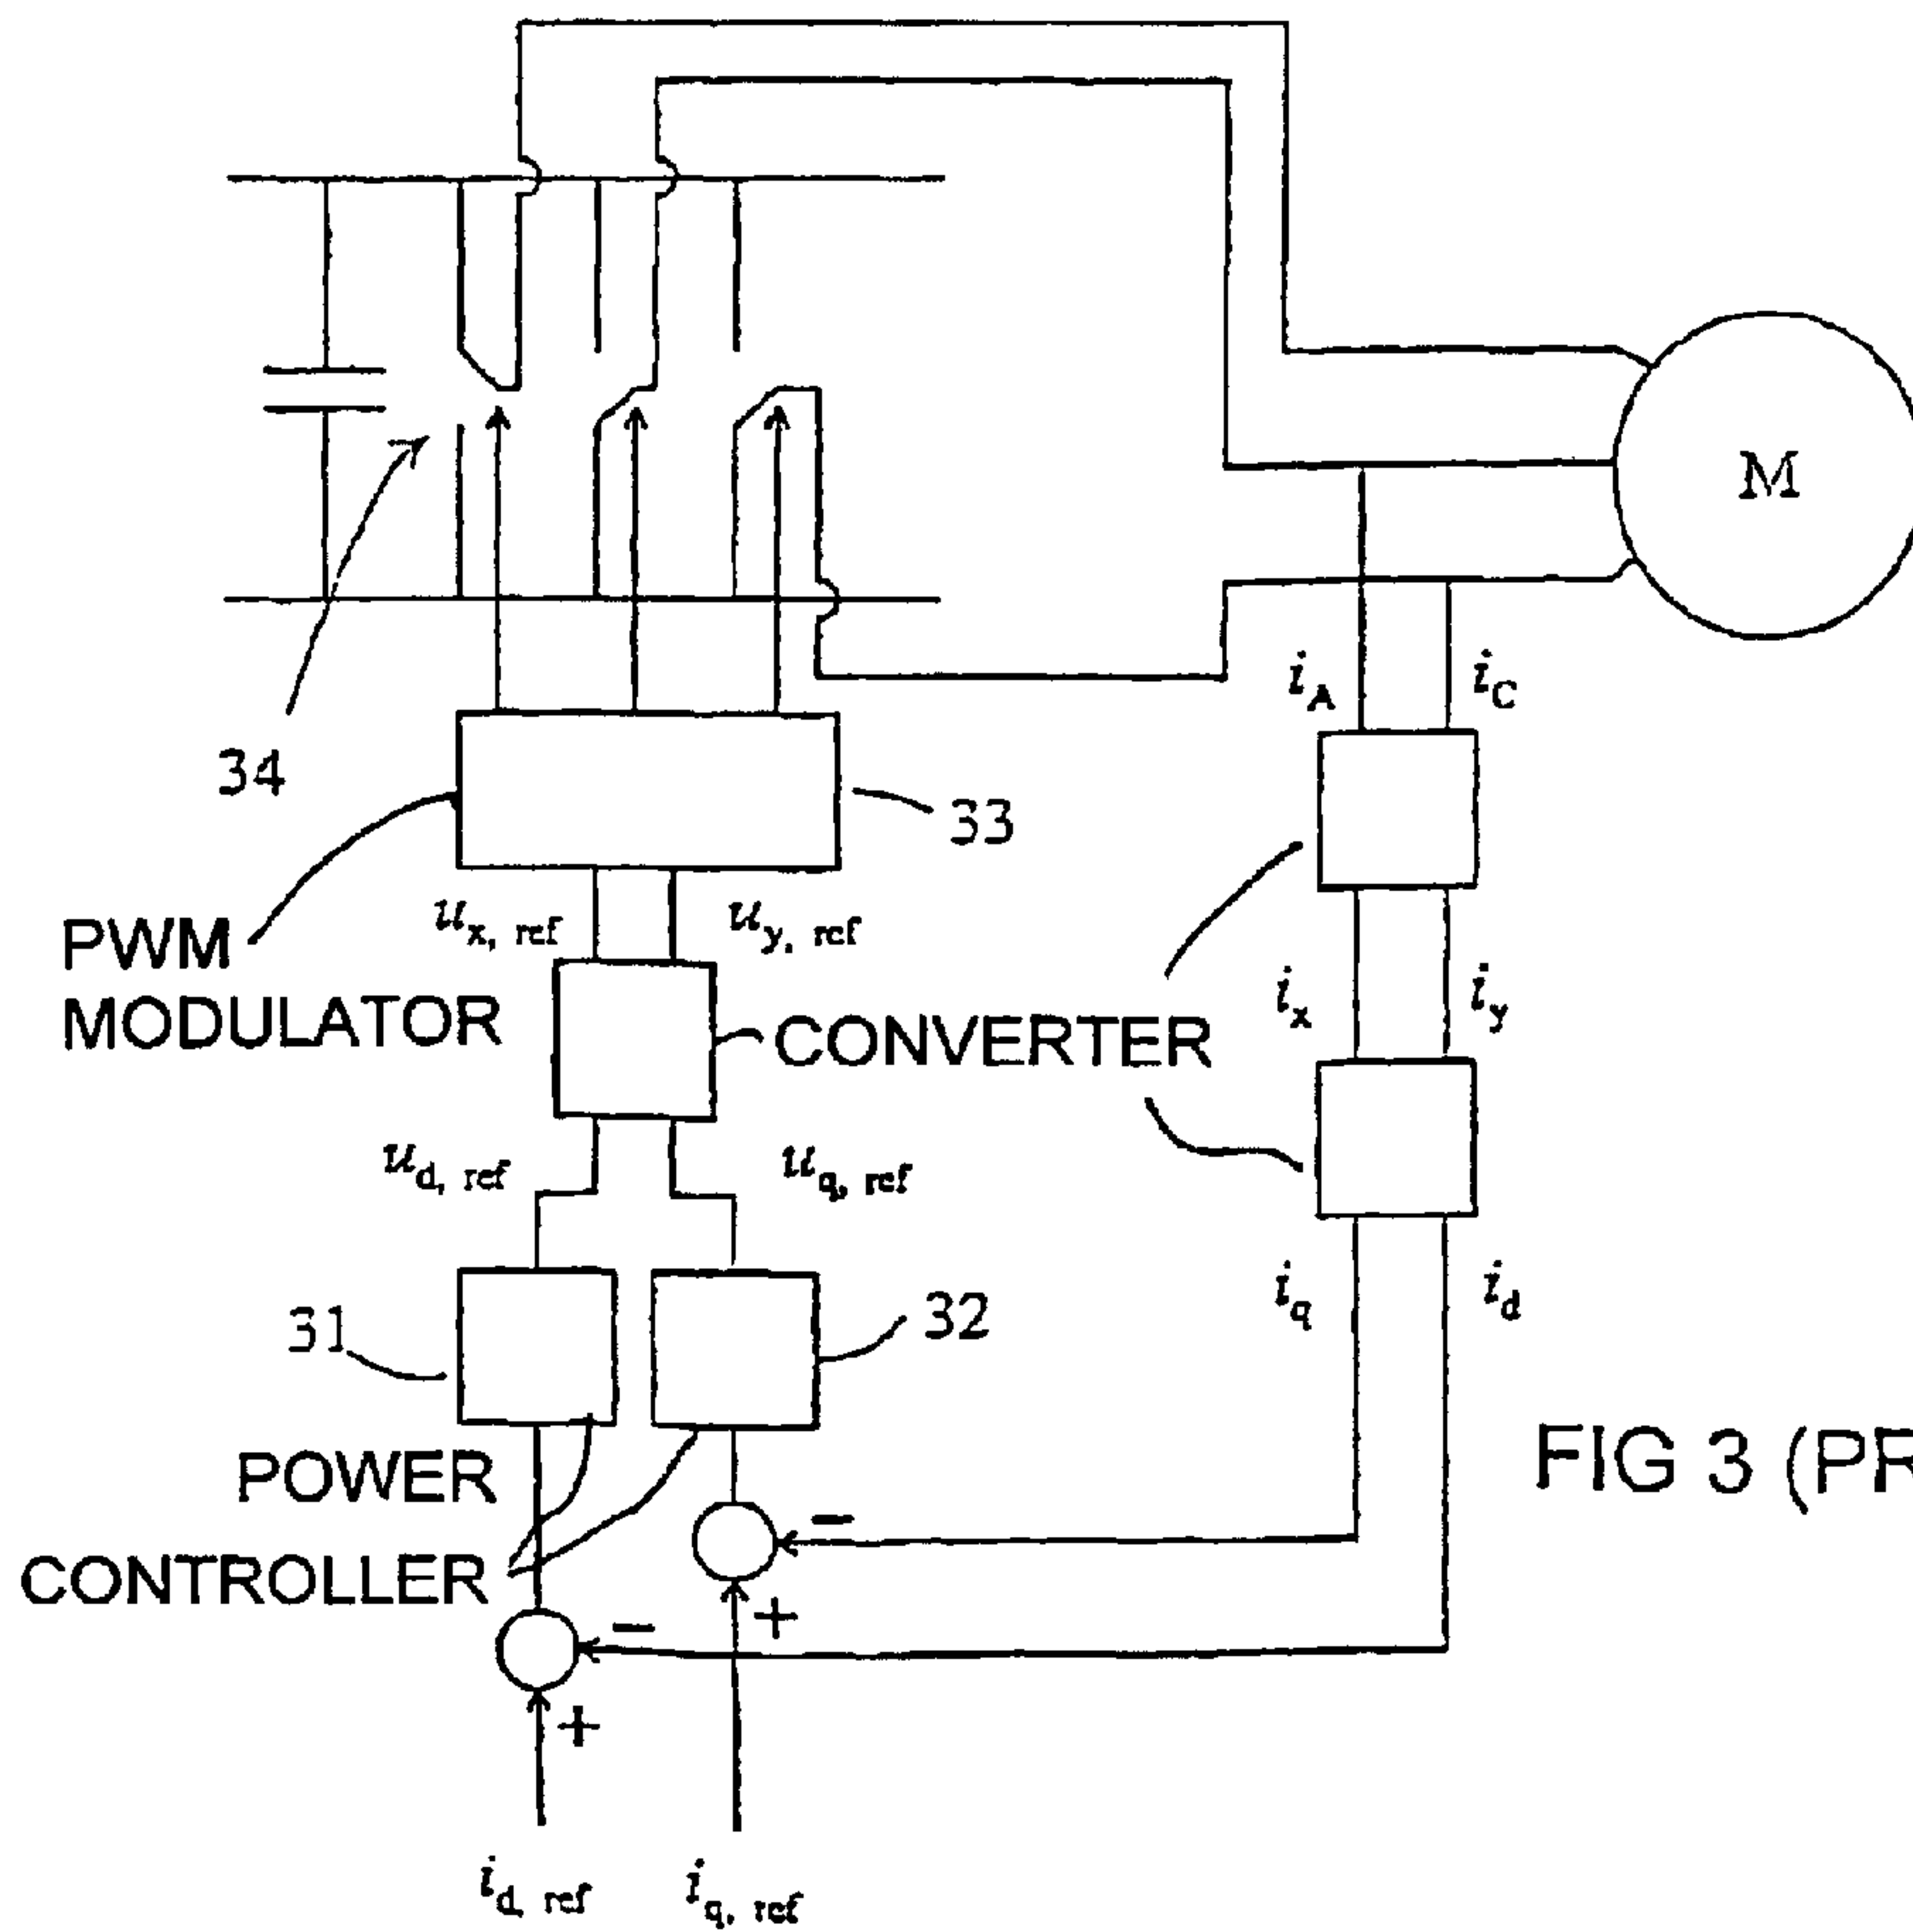 M
i_A
i_C
34
33
PWM
MODULATOR
u_x, ref
u_y, ref
CONVERTER
i_x
i_y
u_d, ref
u_q, ref
i_q
i_d
31
32
POWER
CONTROLLER
FIG 3 (PR
−
+
−
+
i_d ref
i_q, ref